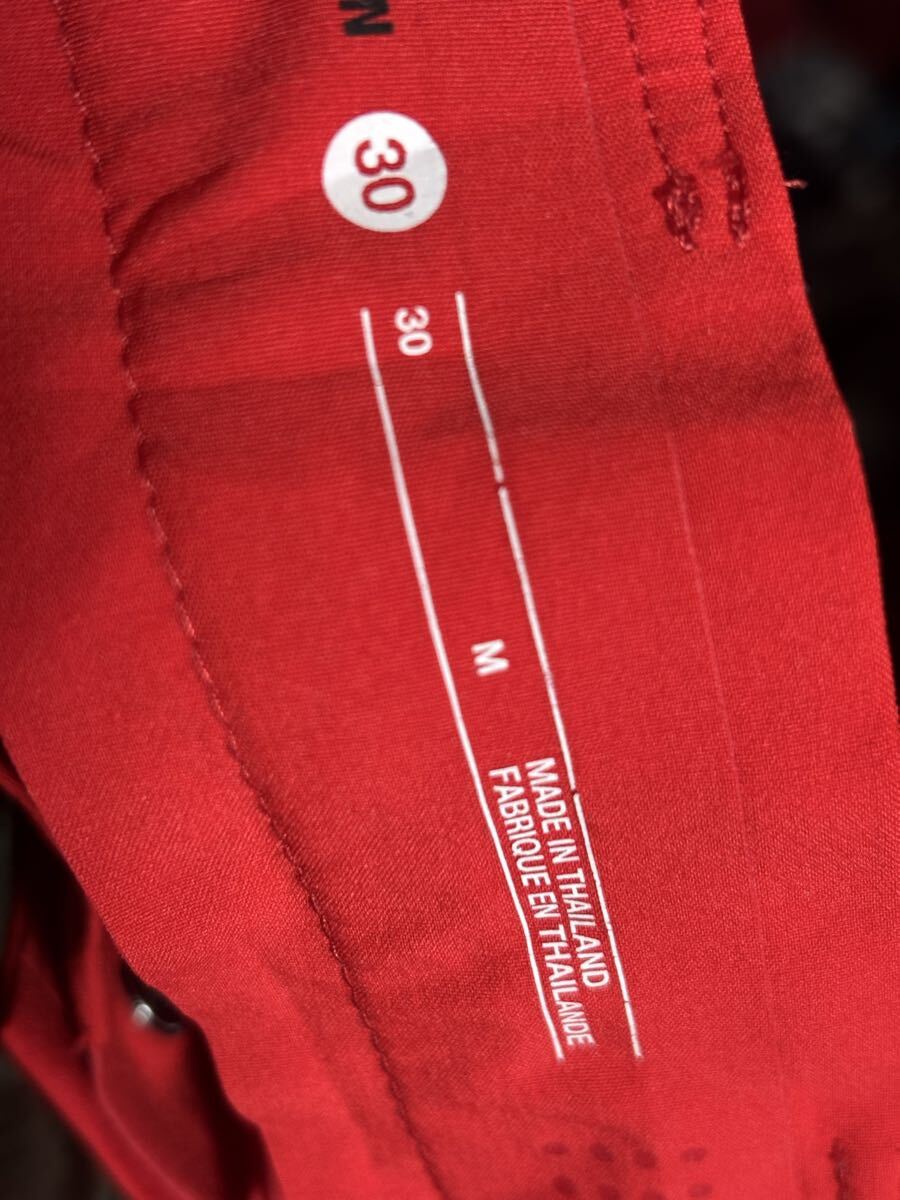 30
30
M
MADE IN THAILAND
FABRIQUE EN THAILANDE